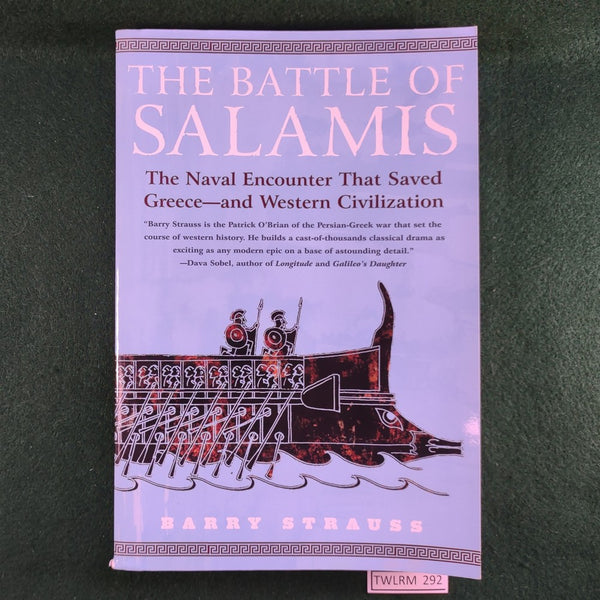 THE BATTLE OF
SALAMIS
The Naval Encounter That Saved
Greece—and Western Civilization
"Barry Strauss is the Patrick O'Brian of the Persian-Greek war that set the
course of western history. He builds a cast-of-thousands classical drama as
exciting as any modern epic on a base of astounding detail."
—Dava Sobel, author of Longitude and Galileo's Daughter
BARRY STRAUSS
TWLRM 292